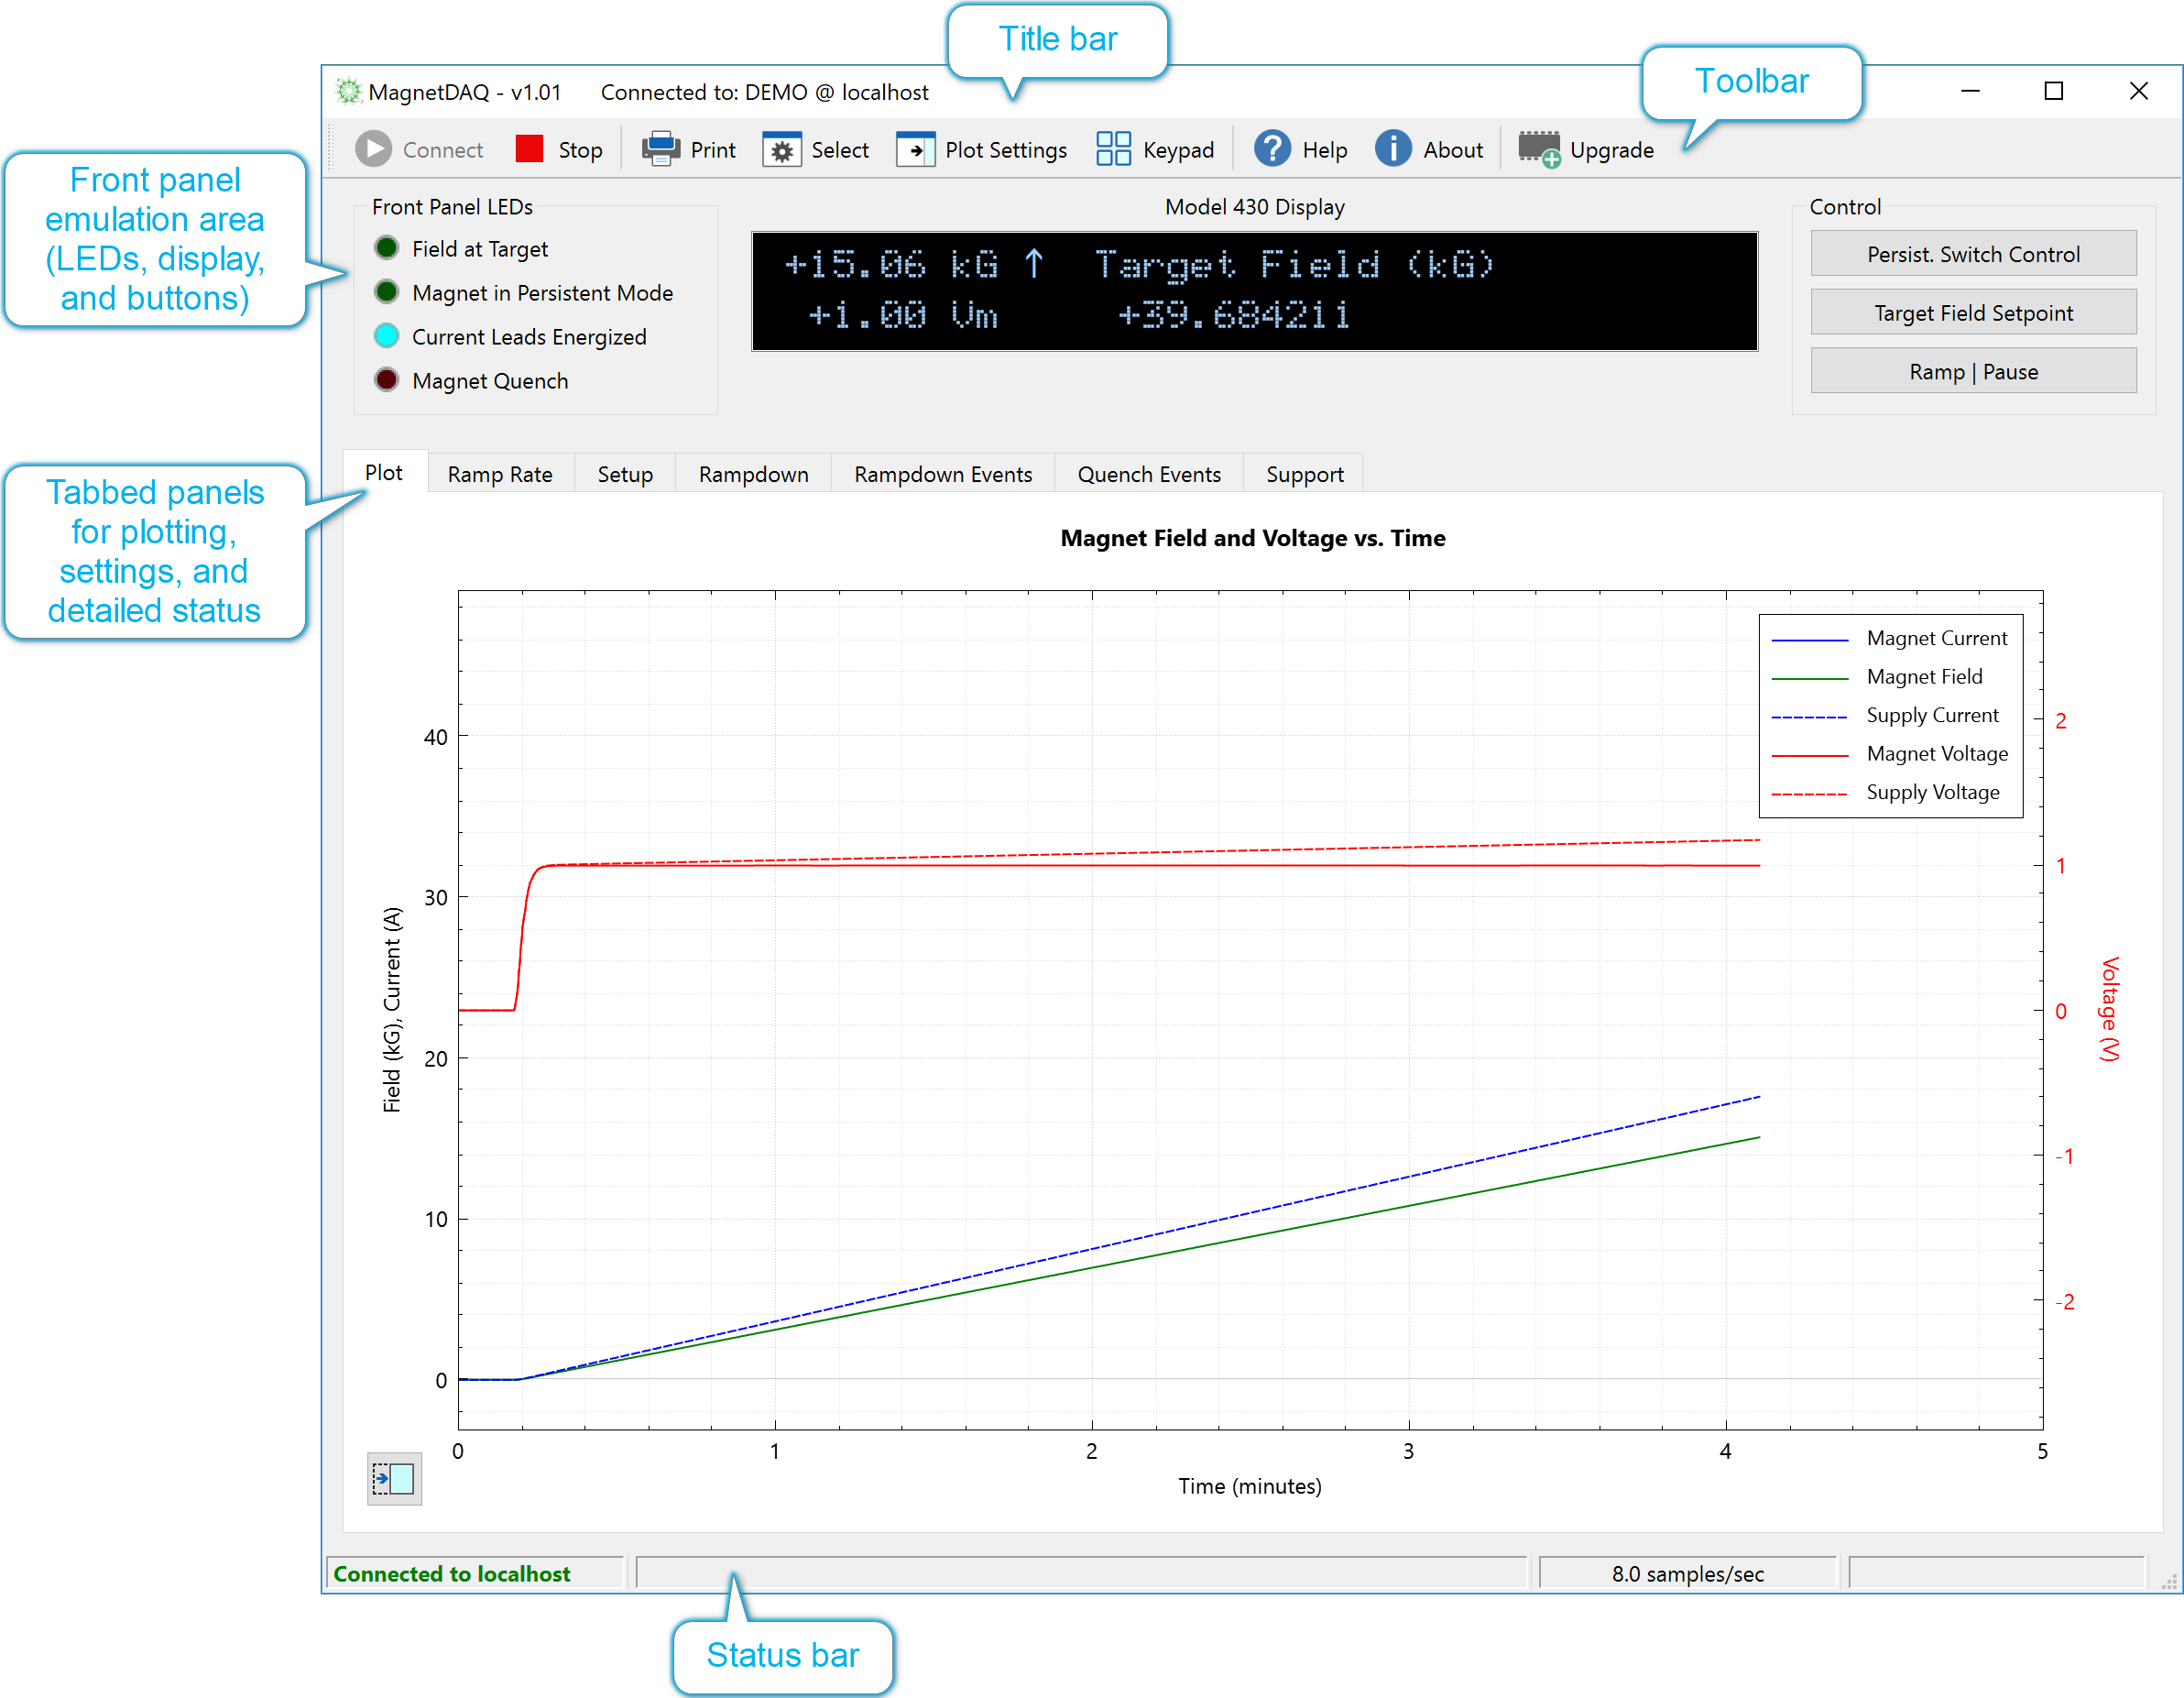 Title bar
Toolbar
MagnetDAQ - v1.01 Connected to: DEMO @ localhost
Connect Stop Print Select Plot Settings Keypad Help About Upgrade
Front panel
emulation area
(LEDs, display,
and buttons)
Front Panel LEDs
Field at Target
Magnet in Persistent Mode
Current Leads Energized
Magnet Quench
Model 430 Display
+15.06 kG ↑ Target Field (kG)
+1.00 Vm +39.684211
Control
Persist. Switch Control
Target Field Setpoint
Ramp | Pause
Tabbed panels
for plotting,
settings, and
detailed status
Plot Ramp Rate Setup Rampdown Rampdown Events Quench Events Support
Magnet Field and Voltage vs. Time
Magnet Current
Magnet Field
Supply Current
Magnet Voltage
Supply Voltage
Field (kG), Current (A)
40
30
20
10
0
2
1
0
-1
-2
Voltage (V)
0 1 2 3 4 5
Time (minutes)
Connected to localhost 8.0 samples/sec
Status bar